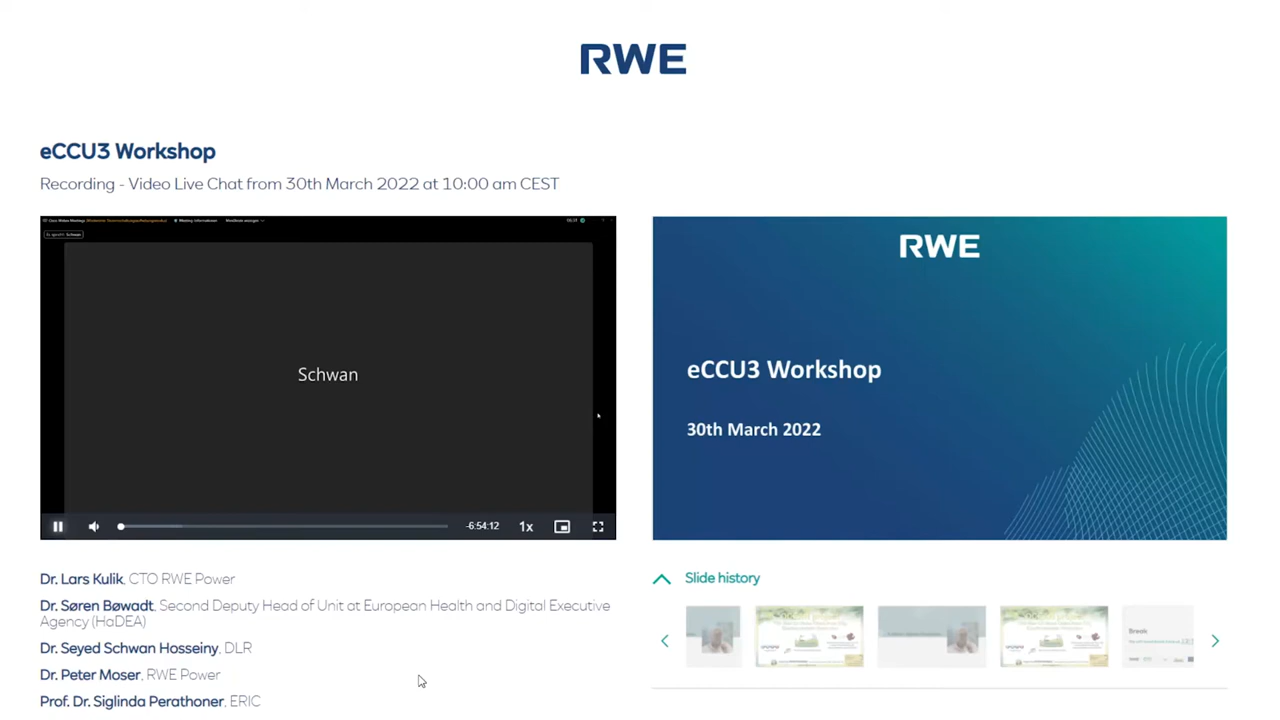 RWE
eCCU3 Workshop
Recording - Video Live Chat from 30th March 2022 at 10:00 am CEST
Schwan
-6:54:12
1x
Dr. Lars Kulik, CTO RWE Power
Dr. Søren Bøwadt, Second Deputy Head of Unit at European Health and Digital Executive
Agency (HaDEA)
Dr. Seyed Schwan Hosseiny, DLR
Dr. Peter Moser, RWE Power
Prof. Dr. Siglinda Perathoner, ERIC
RWE
eCCU3 Workshop
30th March 2022
Slide history
Break